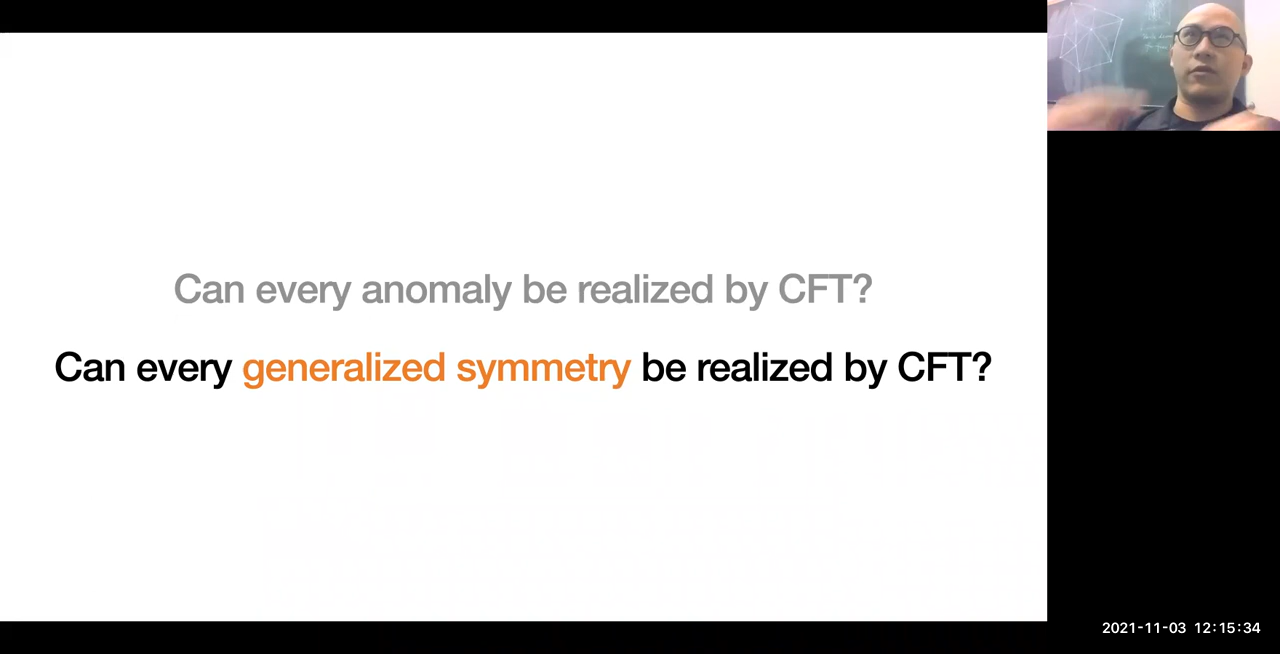 Can every anomaly be realized by CFT?
Can every generalized symmetry be realized by CFT?
2021-11-03 12:15:34